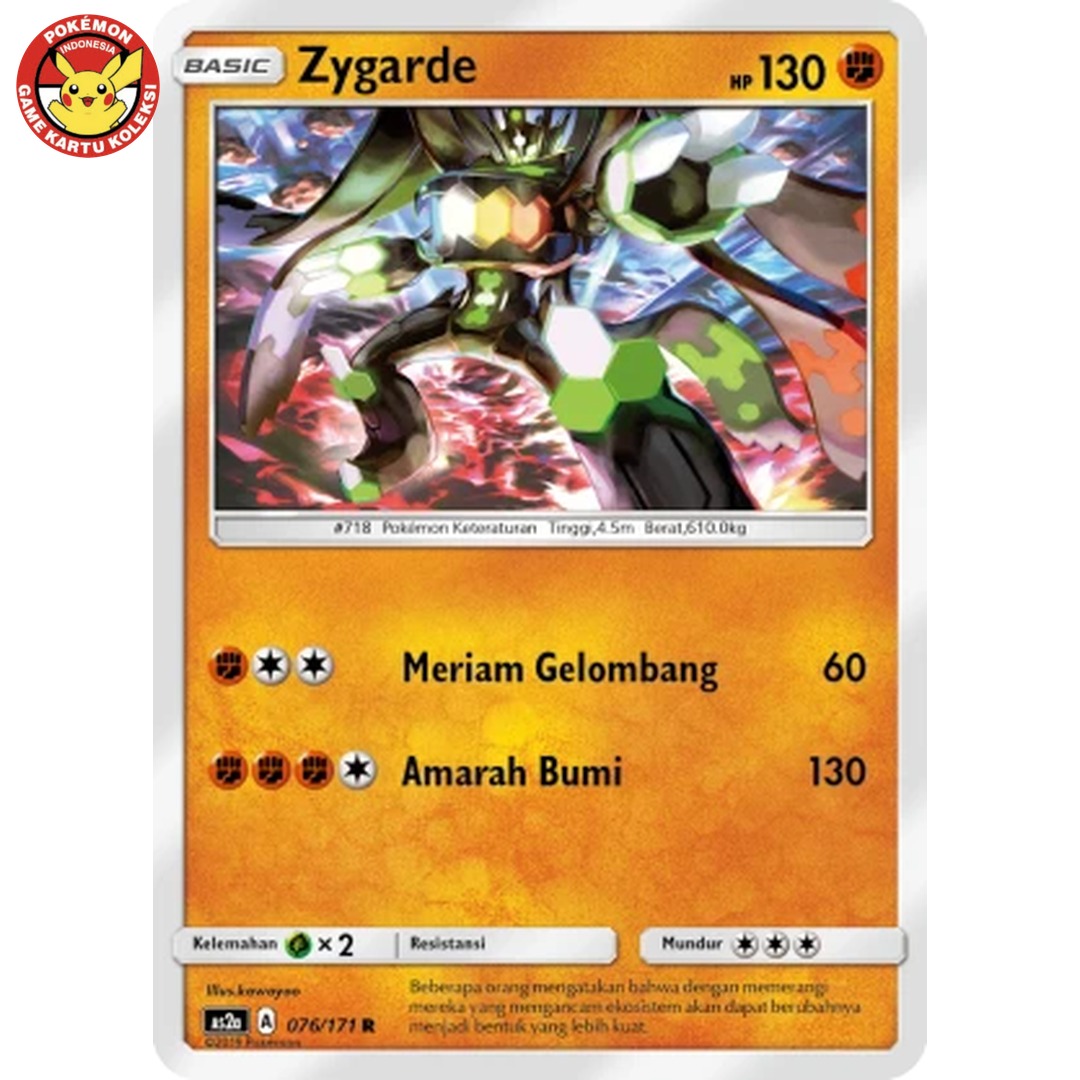 POKÉMON
INDONESIA
GAME KARTU KOLEKSI
BASIC Zygarde HP 130
#718 Pokémon Keteraturan Tinggi,4.5m Berat,610.0kg
Meriam Gelombang 60
Amarah Bumi 130
Kelemahan ×2 Resistansi Mundur
Illus.kawayoo
Beberapa orang mengatakan bahwa dengan memerangi
mereka yang mengancam ekosistem akan dapat berubahnya
menjadi bentuk yang lebih kuat.
A 076/171 R
©2019 Pokémon